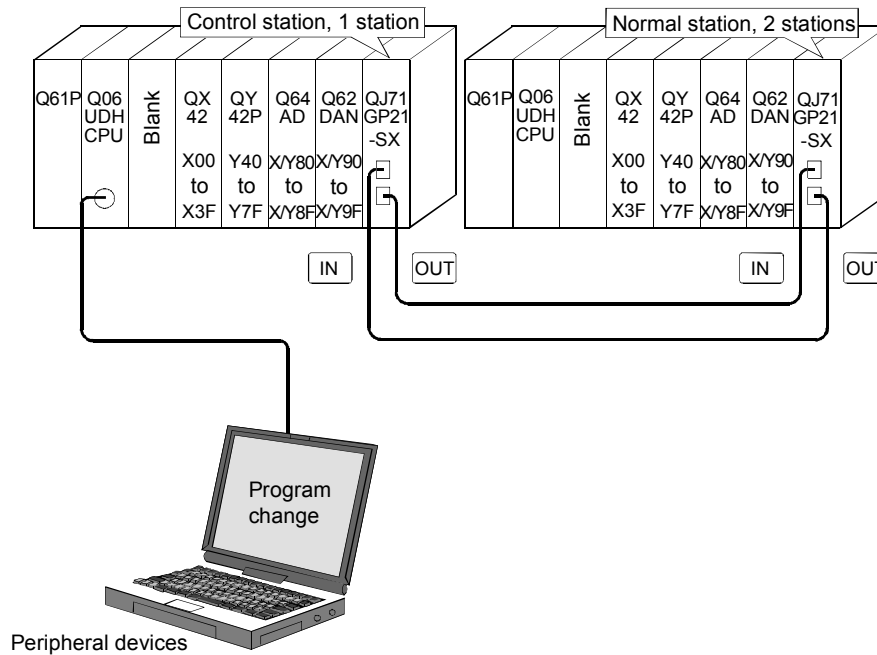 Control station, 1 station
Normal station, 2 stations
Q61P
Q06
UDH
CPU
Blank
QX
42
X00
to
X3F
QY
42P
Y40
to
Y7F
Q64
AD
X/Y80
to
X/Y8F
Q62
DAN
X/Y90
to
X/Y9F
QJ71
GP21
-SX
Q61P
Q06
UDH
CPU
Blank
QX
42
X00
to
X3F
QY
42P
Y40
to
Y7F
Q64
AD
X/Y80
to
X/Y8F
Q62
DAN
X/Y90
to
X/Y9F
QJ71
GP21
-SX
IN
OUT
IN
OUT
Program
change
Peripheral devices